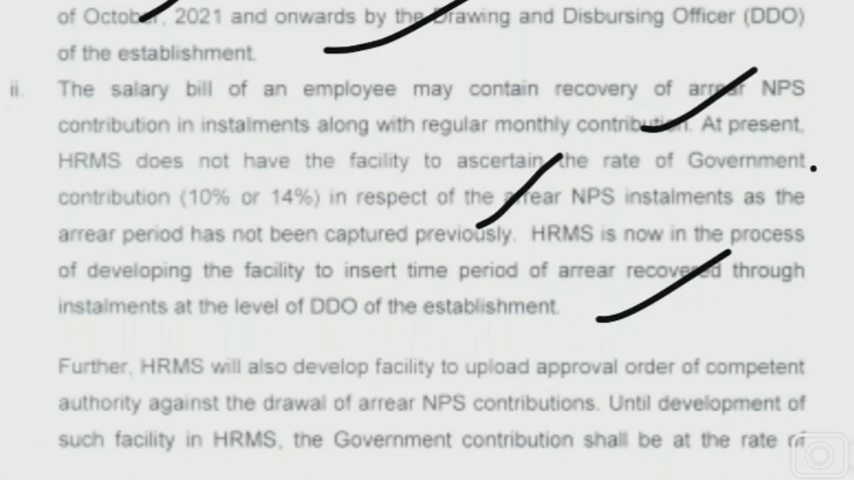 of October, 2021 and onwards by the Drawing and Disbursing Officer (DDO)
of the establishment.
ii. The salary bill of an employee may contain recovery of arrear NPS
contribution in instalments along with regular monthly contribution. At present,
HRMS does not have the facility to ascertain the rate of Government
contribution (10% or 14%) in respect of the arrear NPS instalments as the
arrear period has not been captured previously. HRMS is now in the process
of developing the facility to insert time period of arrear recovered through
instalments at the level of DDO of the establishment.
Further, HRMS will also develop facility to upload approval order of competent
authority against the drawal of arrear NPS contributions. Until development of
such facility in HRMS, the Government contribution shall be at the rate of